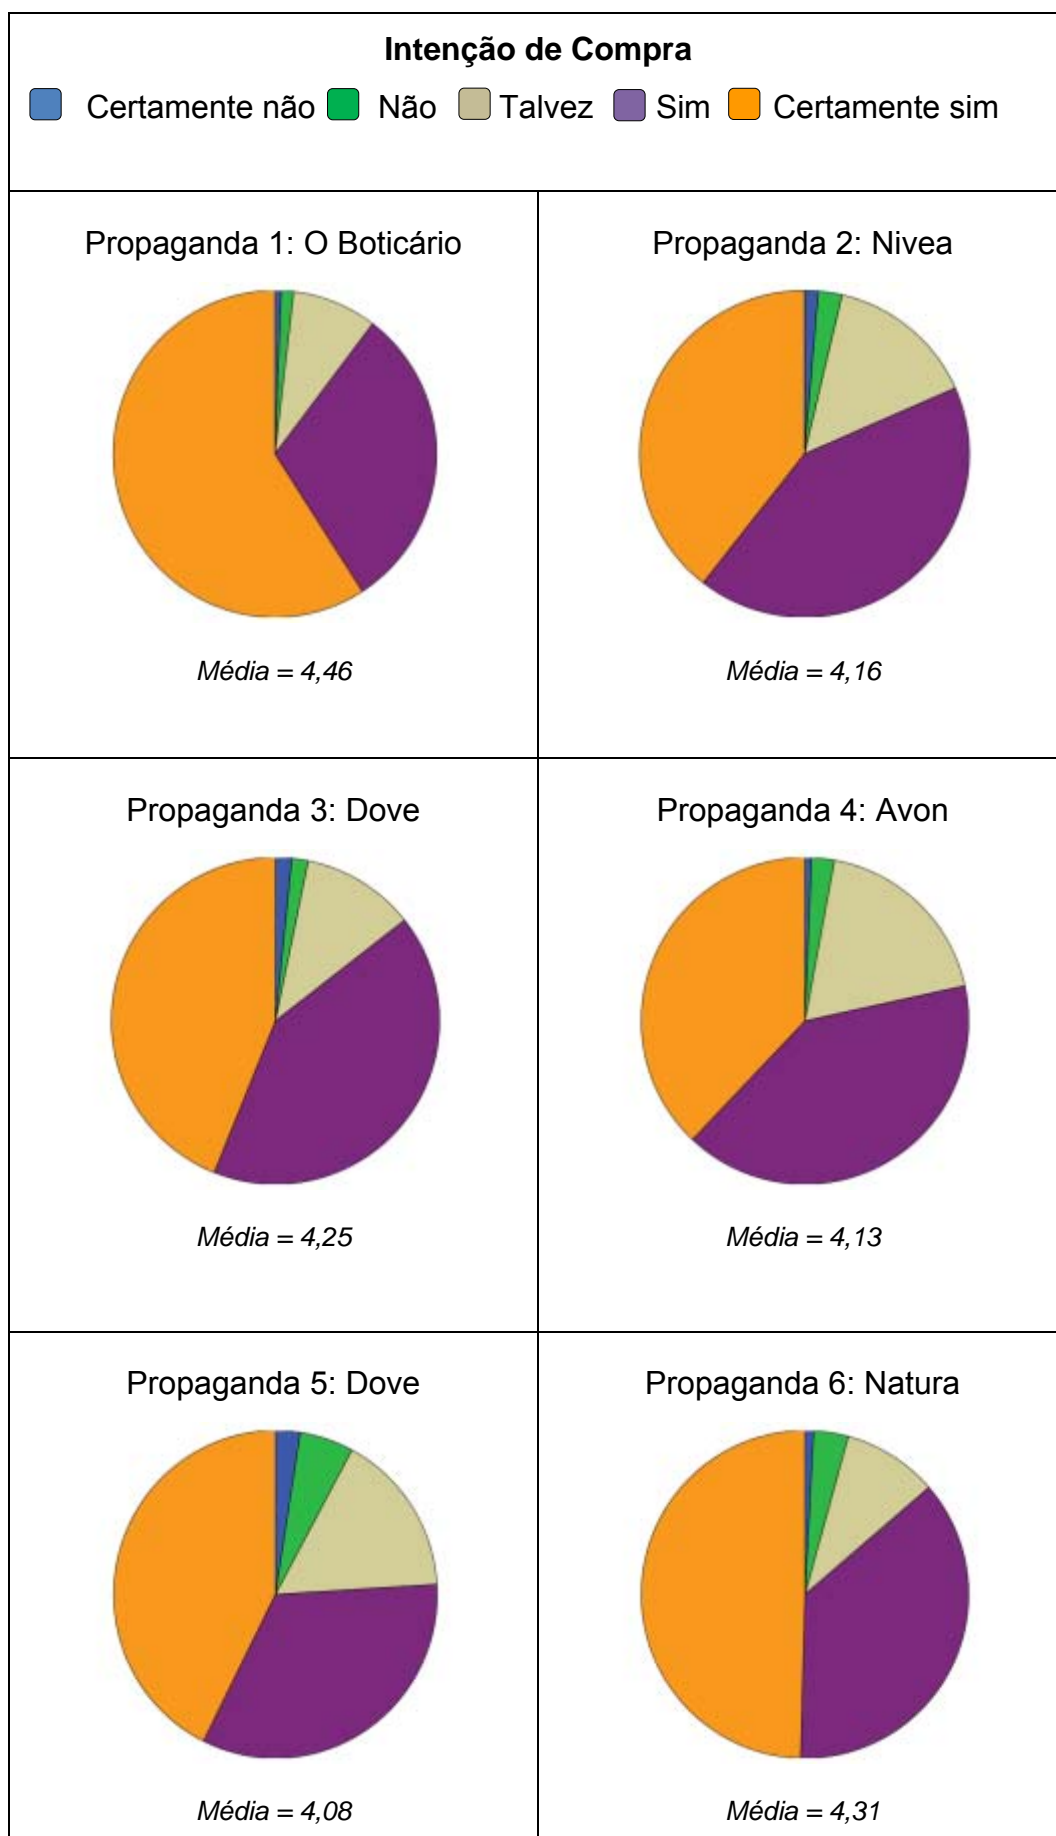 Intenção de Compra
Certamente não Não Talvez Sim Certamente sim
Propaganda 1: O Boticário
Média = 4,46
Propaganda 2: Nivea
Média = 4,16
Propaganda 3: Dove
Média = 4,25
Propaganda 4: Avon
Média = 4,13
Propaganda 5: Dove
Média = 4,08
Propaganda 6: Natura
Média = 4,31